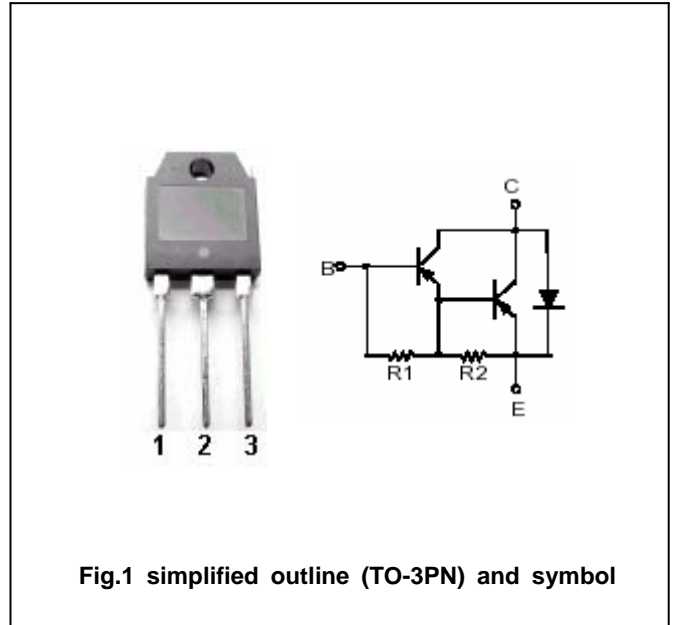 C
B
R1 R2
E
1 2 3
Fig.1 simplified outline (TO-3PN) and symbol